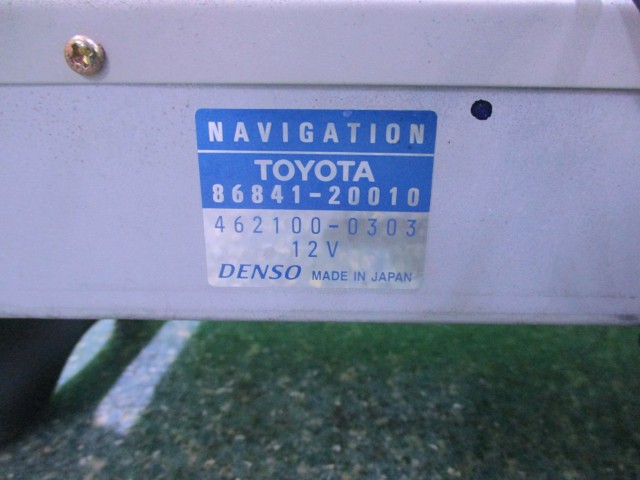 NAVIGATION
TOYOTA
86841-20010
462100-0303
12V
DENSO MADE IN JAPAN